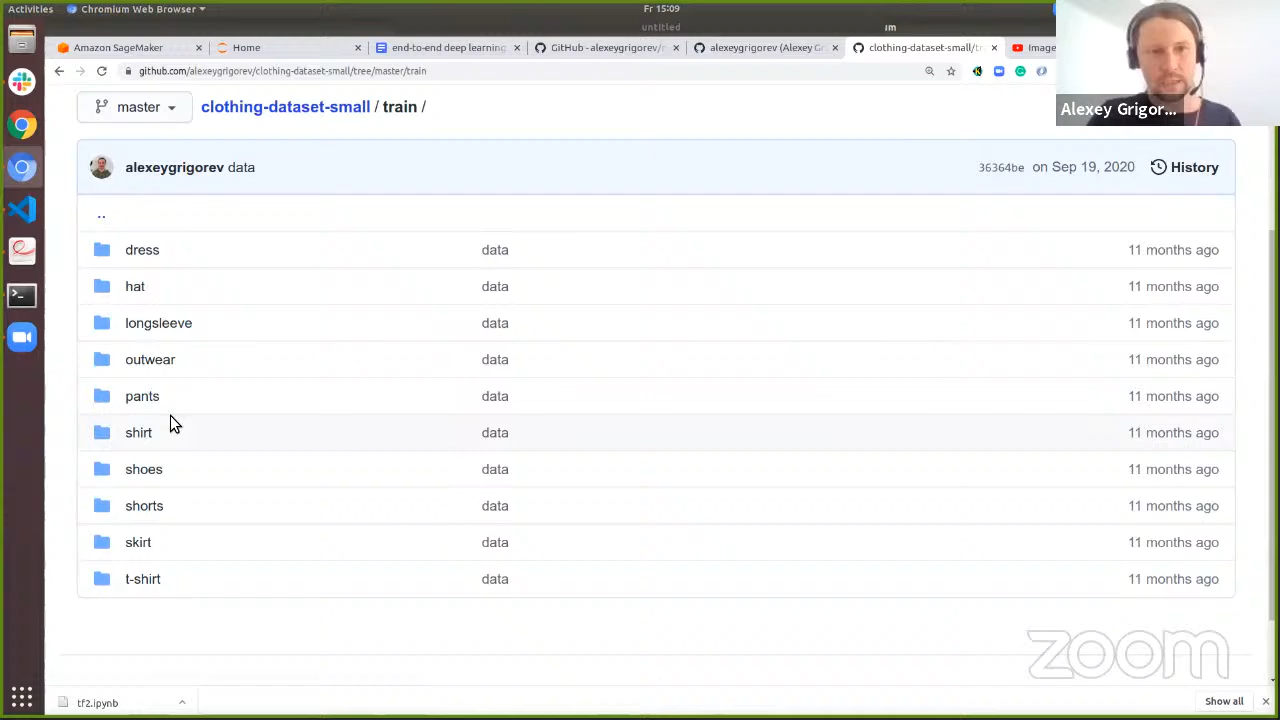 Activities Chromium Web Browser Fr 15:09
untitled
Amazon SageMaker Home end-to-end deep learning GitHub - alexeygrigorev/r alexeygrigorev (Alexey G clothing-dataset-small/tr Image
github.com/alexeygrigorev/clothing-dataset-small/tree/master/train
Alexey Grigor...
master clothing-dataset-small / train /
alexeygrigorev data 36364be on Sep 19, 2020 History
..
dress data 11 months ago
hat data 11 months ago
longsleeve data 11 months ago
outwear data 11 months ago
pants data 11 months ago
shirt data 11 months ago
shoes data 11 months ago
shorts data 11 months ago
skirt data 11 months ago
t-shirt data 11 months ago
zoom
tf2.ipynb Show all